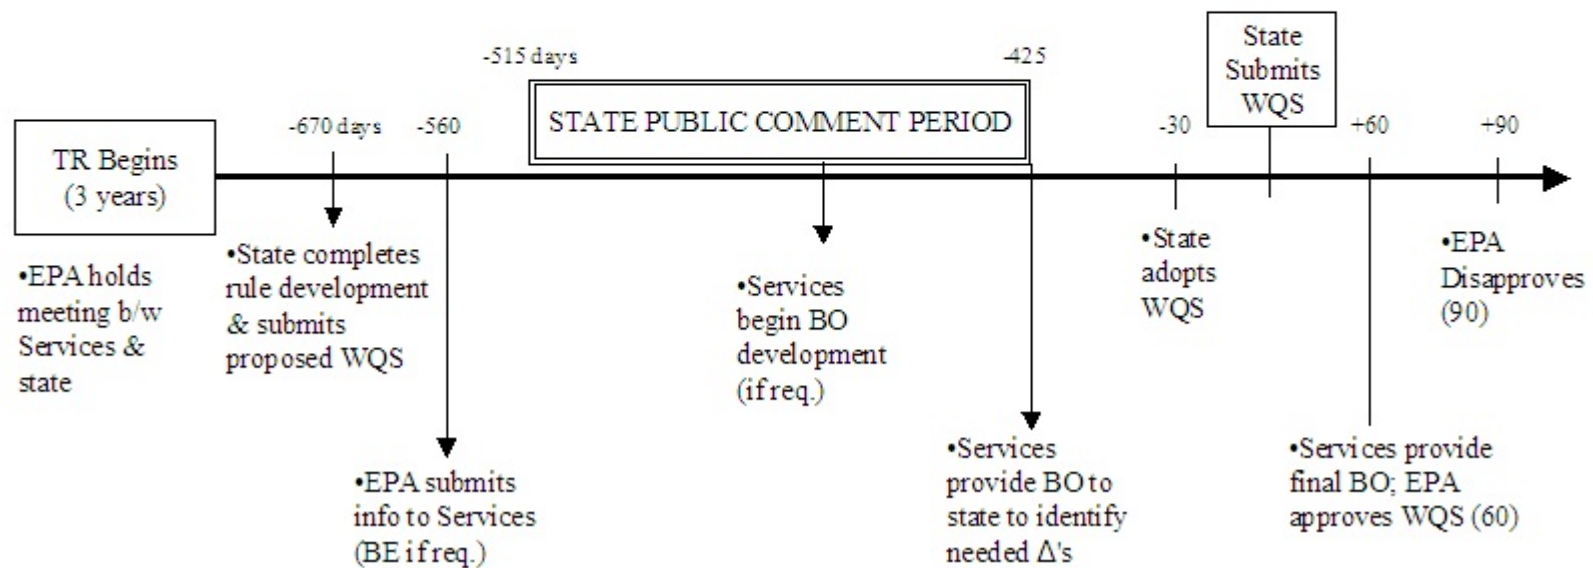 -515 days
-425
State
Submits
WQS
-670 days
-560
STATE PUBLIC COMMENT PERIOD
-30
+60
+90
TR Begins
(3 years)
•EPA holds
meeting b/w
Services &
state
•State completes
rule development
& submits
proposed WQS
•Services
begin BO
development
(if req.)
•State
adopts
WQS
•EPA
Disapproves
(90)
•EPA submits
info to Services
(BE if req.)
•Services
provide BO to
state to identify
needed Δ's
•Services provide
final BO; EPA
approves WQS (60)